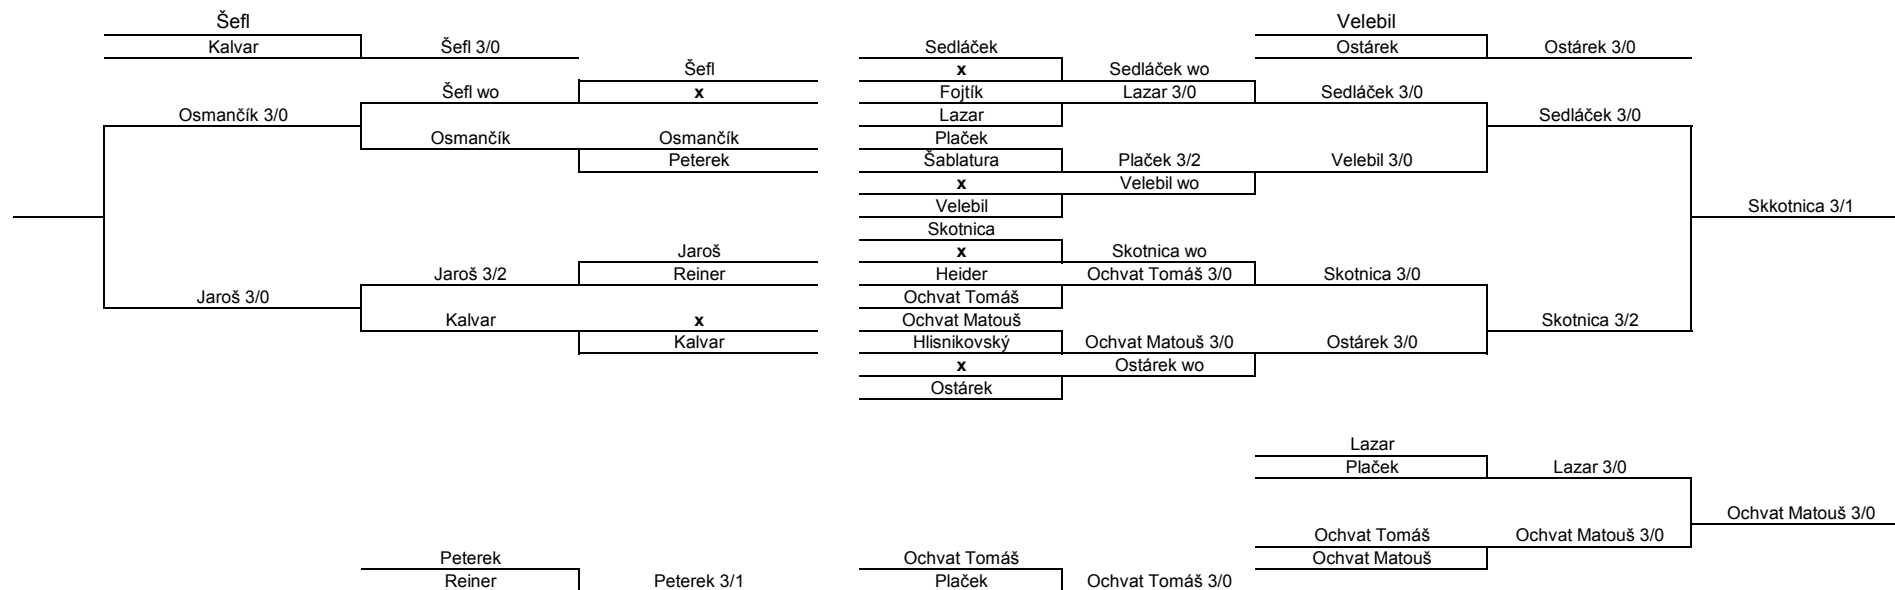 Šefl Velebil
Kalvar Šefl 3/0 Sedláček Ostárek Ostárek 3/0
Šefl x Sedláček wo
Šefl wo x Fojtík Lazar 3/0 Sedláček 3/0
Osmančík 3/0 Lazar Sedláček 3/0
Osmančík Osmančík Plaček
Peterek Šablatura Plaček 3/2 Velebil 3/0
x Velebil wo
Velebil Skkotnica 3/1
Skotnica
Jaroš x Skotnica wo
Jaroš 3/2 Reiner Heider Ochvat Tomáš 3/0 Skotnica 3/0
Jaroš 3/0 Ochvat Tomáš
Kalvar x Ochvat Matouš Skotnica 3/2
Kalvar Hlisnikovský Ochvat Matouš 3/0 Ostárek 3/0
x Ostárek wo
Ostárek
Lazar
Plaček Lazar 3/0
Ochvat Matouš 3/0
Ochvat Tomáš Ochvat Matouš 3/0
Peterek Ochvat Tomáš Ochvat Matouš
Reiner Peterek 3/1 Plaček Ochvat Tomáš 3/0